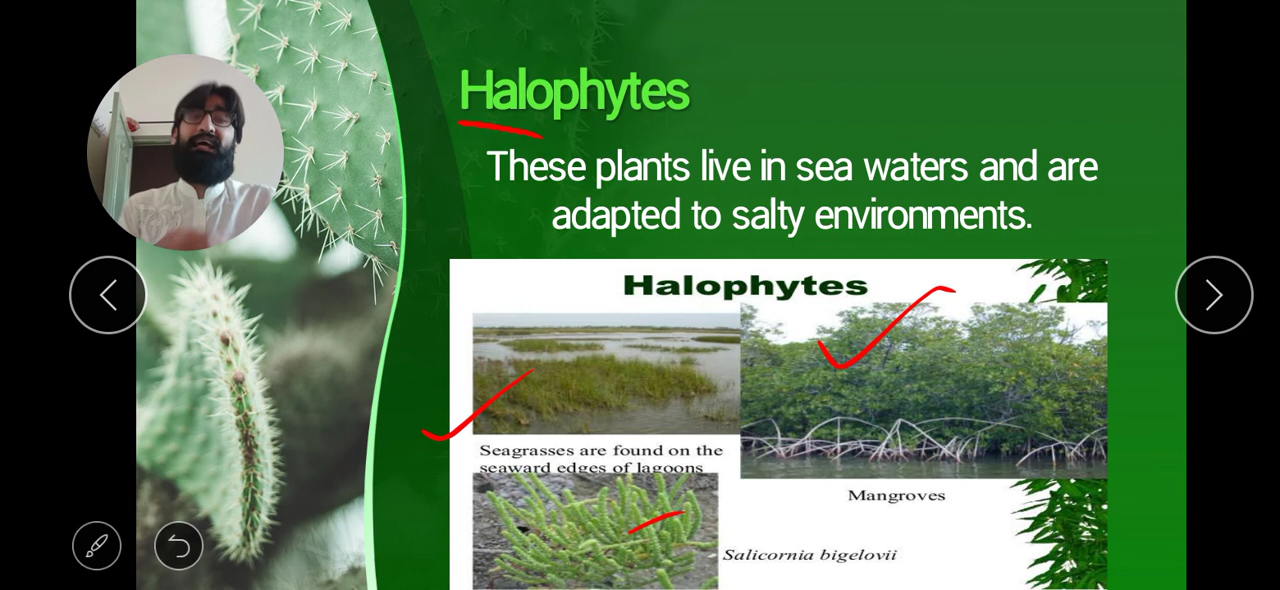 Halophytes
These plants live in sea waters and are
adapted to salty environments.
Halophytes
Seagrasses are found on the
seaward edges of lagoons
Mangroves
Salicornia bigelovii